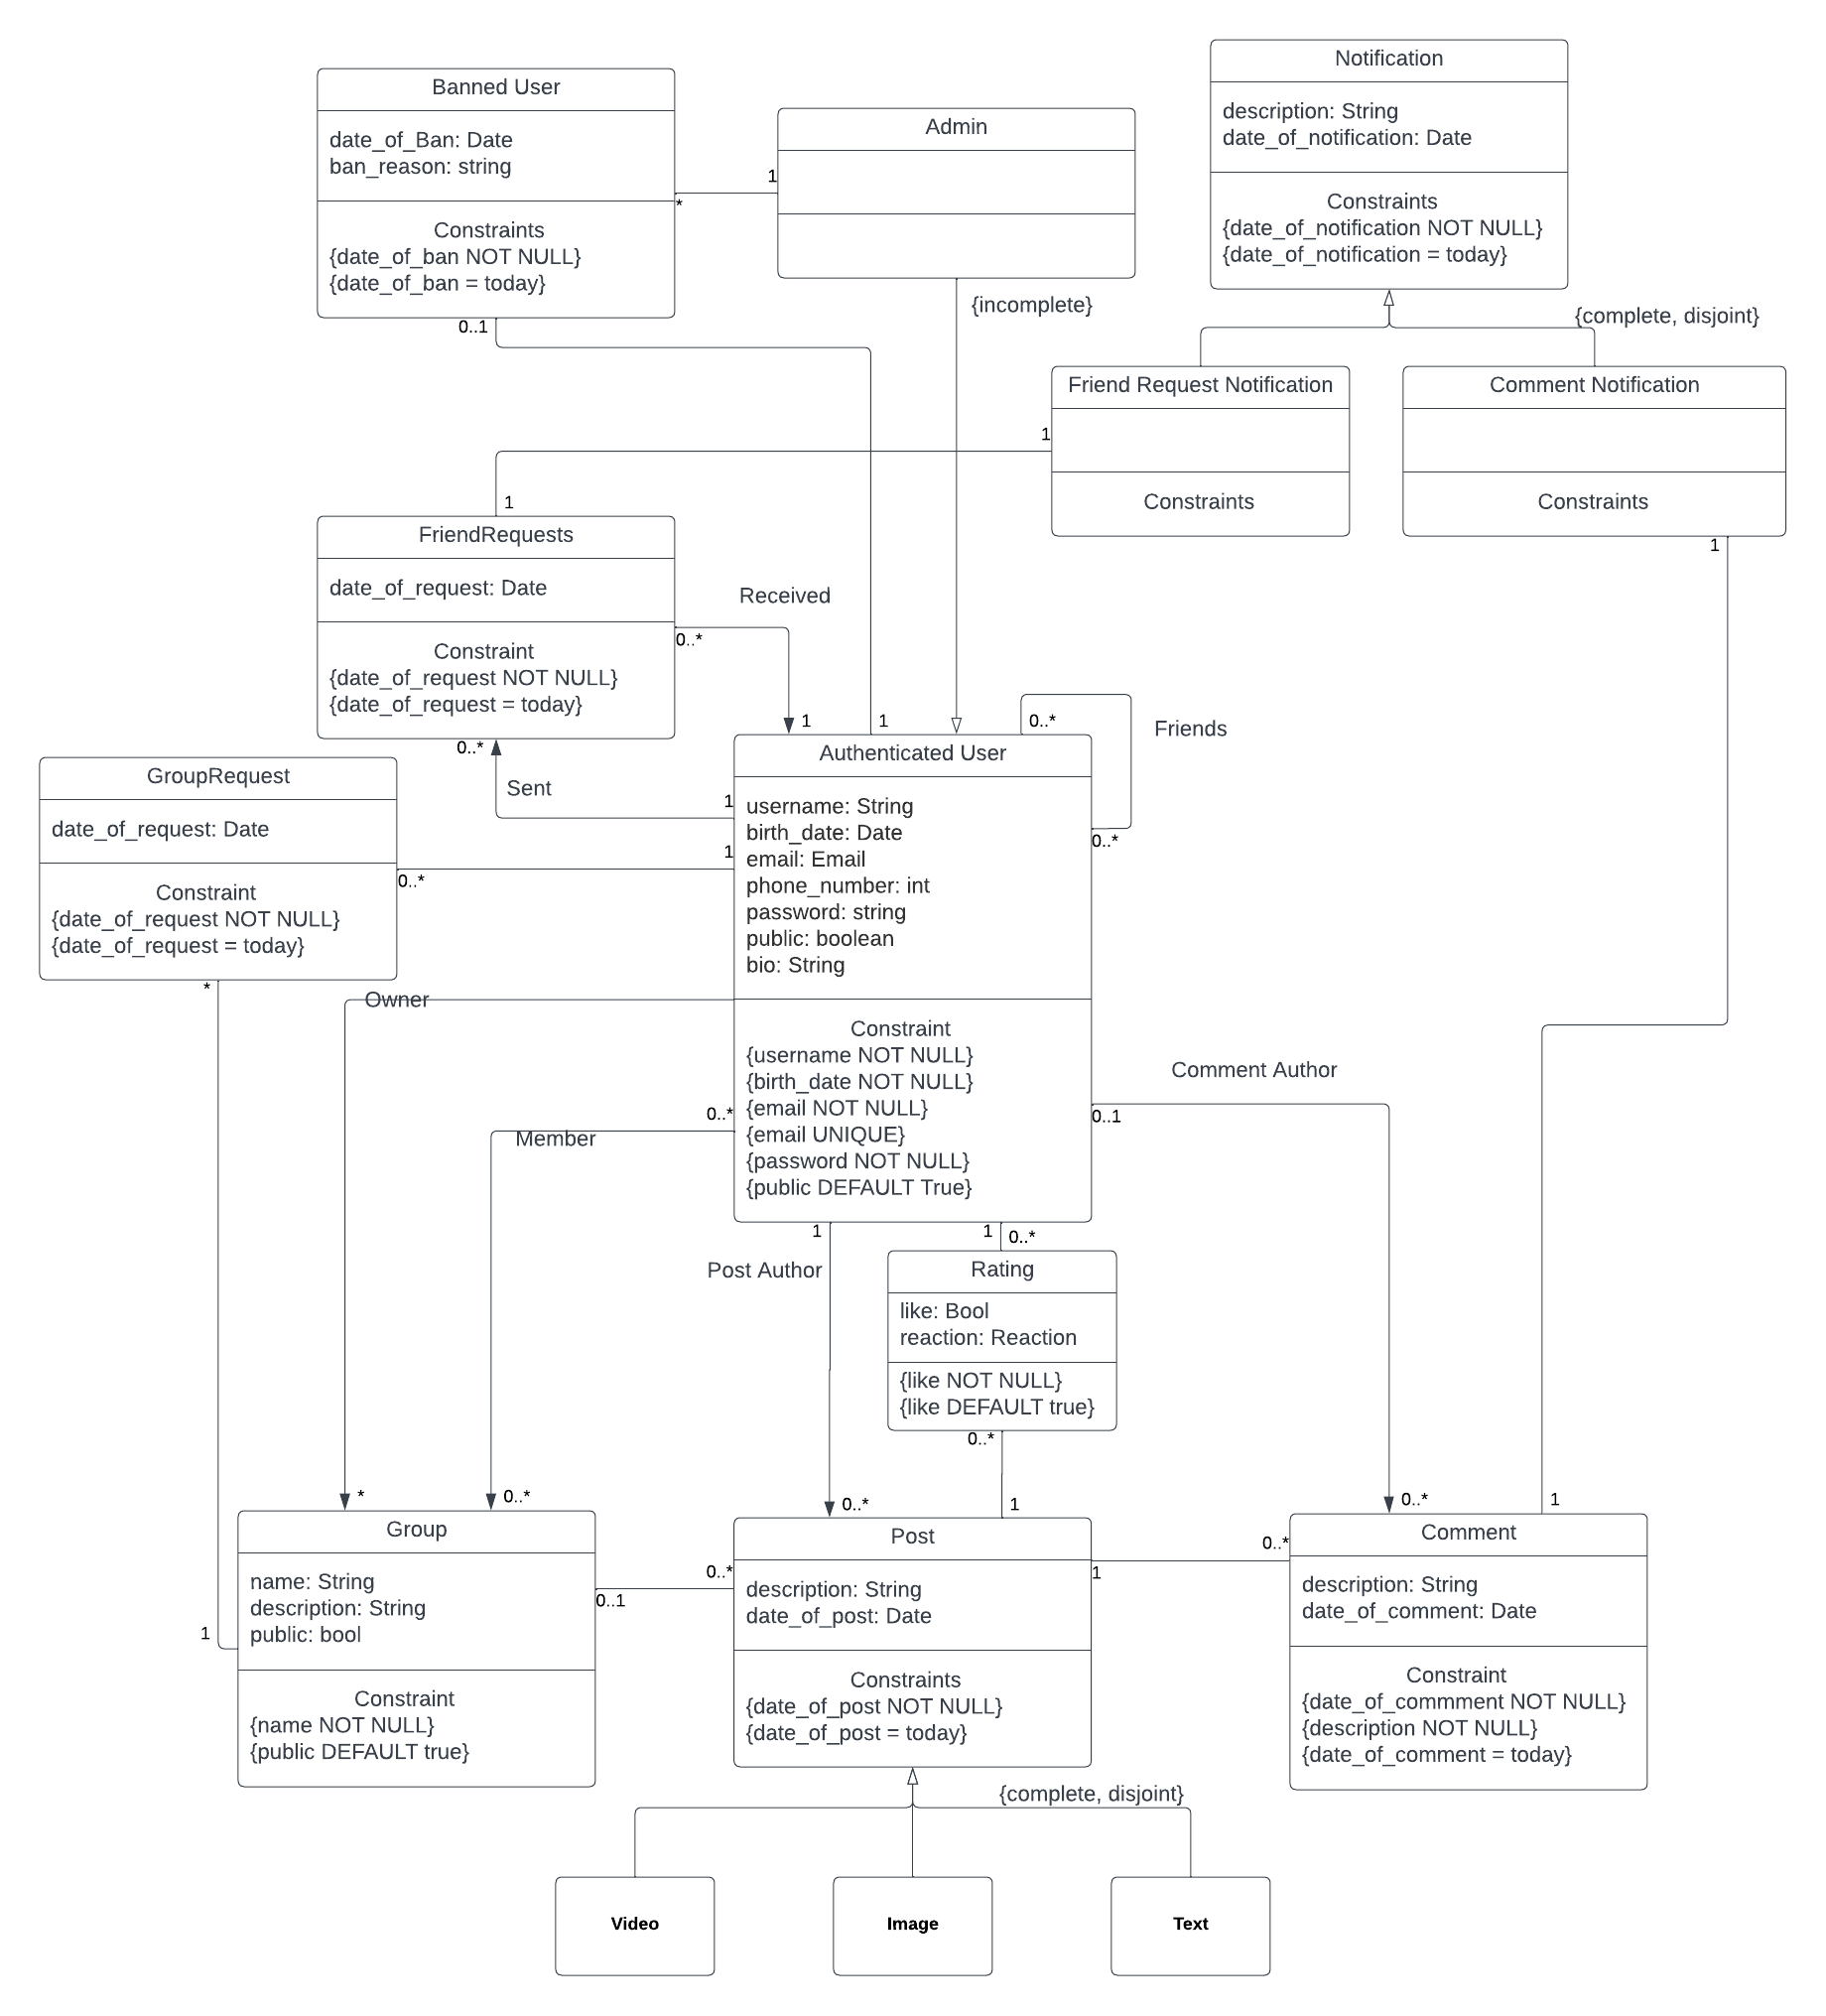 Notification
description: String
date_of_notification: Date
Constraints
{date_of_notification NOT NULL}
{date_of_notification = today}
Banned User
date_of_Ban: Date
ban_reason: string
Constraints
{date_of_ban NOT NULL}
{date_of_ban = today}
Admin
1
*
0..1
{incomplete}
{complete, disjoint}
Friend Request Notification
Constraints
1
Comment Notification
Constraints
1
1
FriendRequests
date_of_request: Date
Constraint
{date_of_request NOT NULL}
{date_of_request = today}
Received
0..*
1
1
0..*
Sent
1
0..*
Friends
0..*
GroupRequest
date_of_request: Date
Constraint
{date_of_request NOT NULL}
{date_of_request = today}
1
0..*
*
Authenticated User
username: String
birth_date: Date
email: Email
phone_number: int
password: string
public: boolean
bio: String
Constraint
{username NOT NULL}
{birth_date NOT NULL}
{email NOT NULL}
{email UNIQUE}
{password NOT NULL}
{public DEFAULT True}
Owner
Comment Author
0..1
0..*
Member
1
Post Author
1
0..*
Rating
like: Bool
reaction: Reaction
{like NOT NULL}
{like DEFAULT true}
0..*
*
0..*
0..*
1
0..*
1
Group
name: String
description: String
public: bool
Constraint
{name NOT NULL}
{public DEFAULT true}
1
0..1
0..*
Post
description: String
date_of_post: Date
Constraints
{date_of_post NOT NULL}
{date_of_post = today}
1
0..*
Comment
description: String
date_of_comment: Date
Constraint
{date_of_commment NOT NULL}
{description NOT NULL}
{date_of_comment = today}
{complete, disjoint}
Video
Image
Text